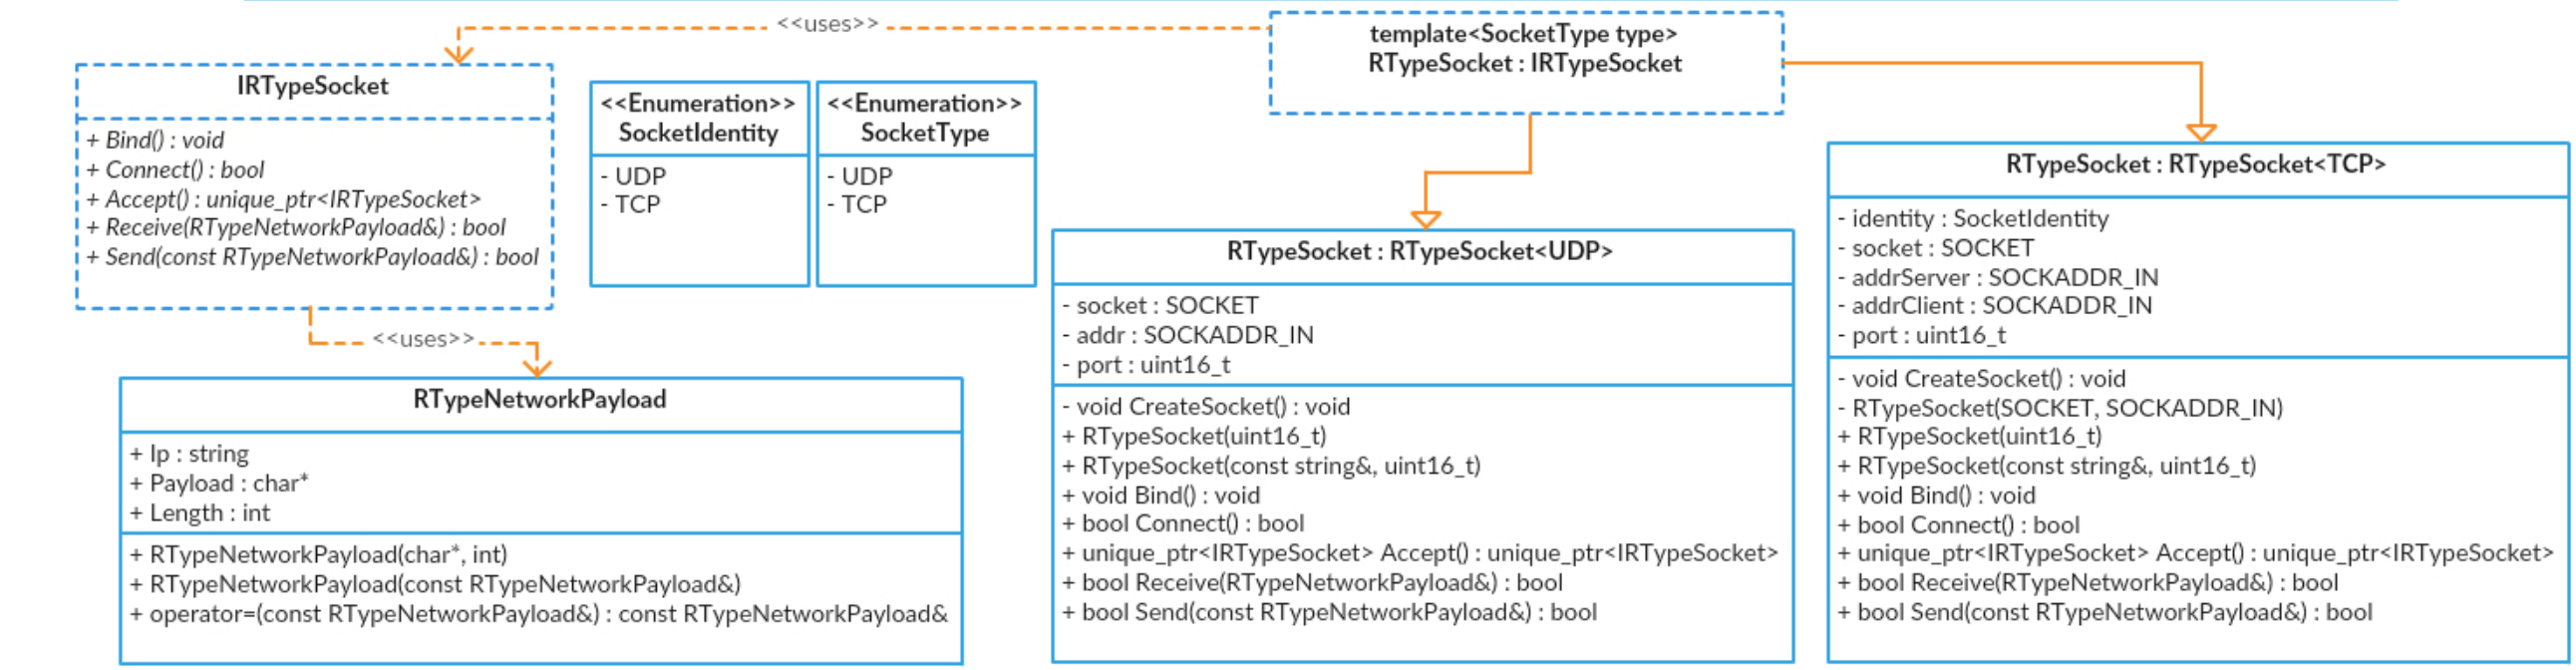 <<uses>>
template<SocketType type>
RTypeSocket : IRTypeSocket
IRTypeSocket
+ Bind() : void
+ Connect() : bool
+ Accept() : unique_ptr<IRTypeSocket>
+ Receive(RTypeNetworkPayload&) : bool
+ Send(const RTypeNetworkPayload&) : bool
<<Enumeration>>
SocketIdentity
- UDP
- TCP
<<Enumeration>>
SocketType
- UDP
- TCP
<<uses>>
RTypeNetworkPayload
+ Ip : string
+ Payload : char*
+ Length : int
+ RTypeNetworkPayload(char*, int)
+ RTypeNetworkPayload(const RTypeNetworkPayload&)
+ operator=(const RTypeNetworkPayload&) : const RTypeNetworkPayload&
RTypeSocket : RTypeSocket<UDP>
- socket : SOCKET
- addr : SOCKADDR_IN
- port : uint16_t
- void CreateSocket() : void
+ RTypeSocket(uint16_t)
+ RTypeSocket(const string&, uint16_t)
+ void Bind() : void
+ bool Connect() : bool
+ unique_ptr<IRTypeSocket> Accept() : unique_ptr<IRTypeSocket>
+ bool Receive(RTypeNetworkPayload&) : bool
+ bool Send(const RTypeNetworkPayload&) : bool
RTypeSocket : RTypeSocket<TCP>
- identity : SocketIdentity
- socket : SOCKET
- addrServer : SOCKADDR_IN
- addrClient : SOCKADDR_IN
- port : uint16_t
- void CreateSocket() : void
- RTypeSocket(SOCKET, SOCKADDR_IN)
+ RTypeSocket(uint16_t)
+ RTypeSocket(const string&, uint16_t)
+ void Bind() : void
+ bool Connect() : bool
+ unique_ptr<IRTypeSocket> Accept() : unique_ptr<IRTypeSocket>
+ bool Receive(RTypeNetworkPayload&) : bool
+ bool Send(const RTypeNetworkPayload&) : bool